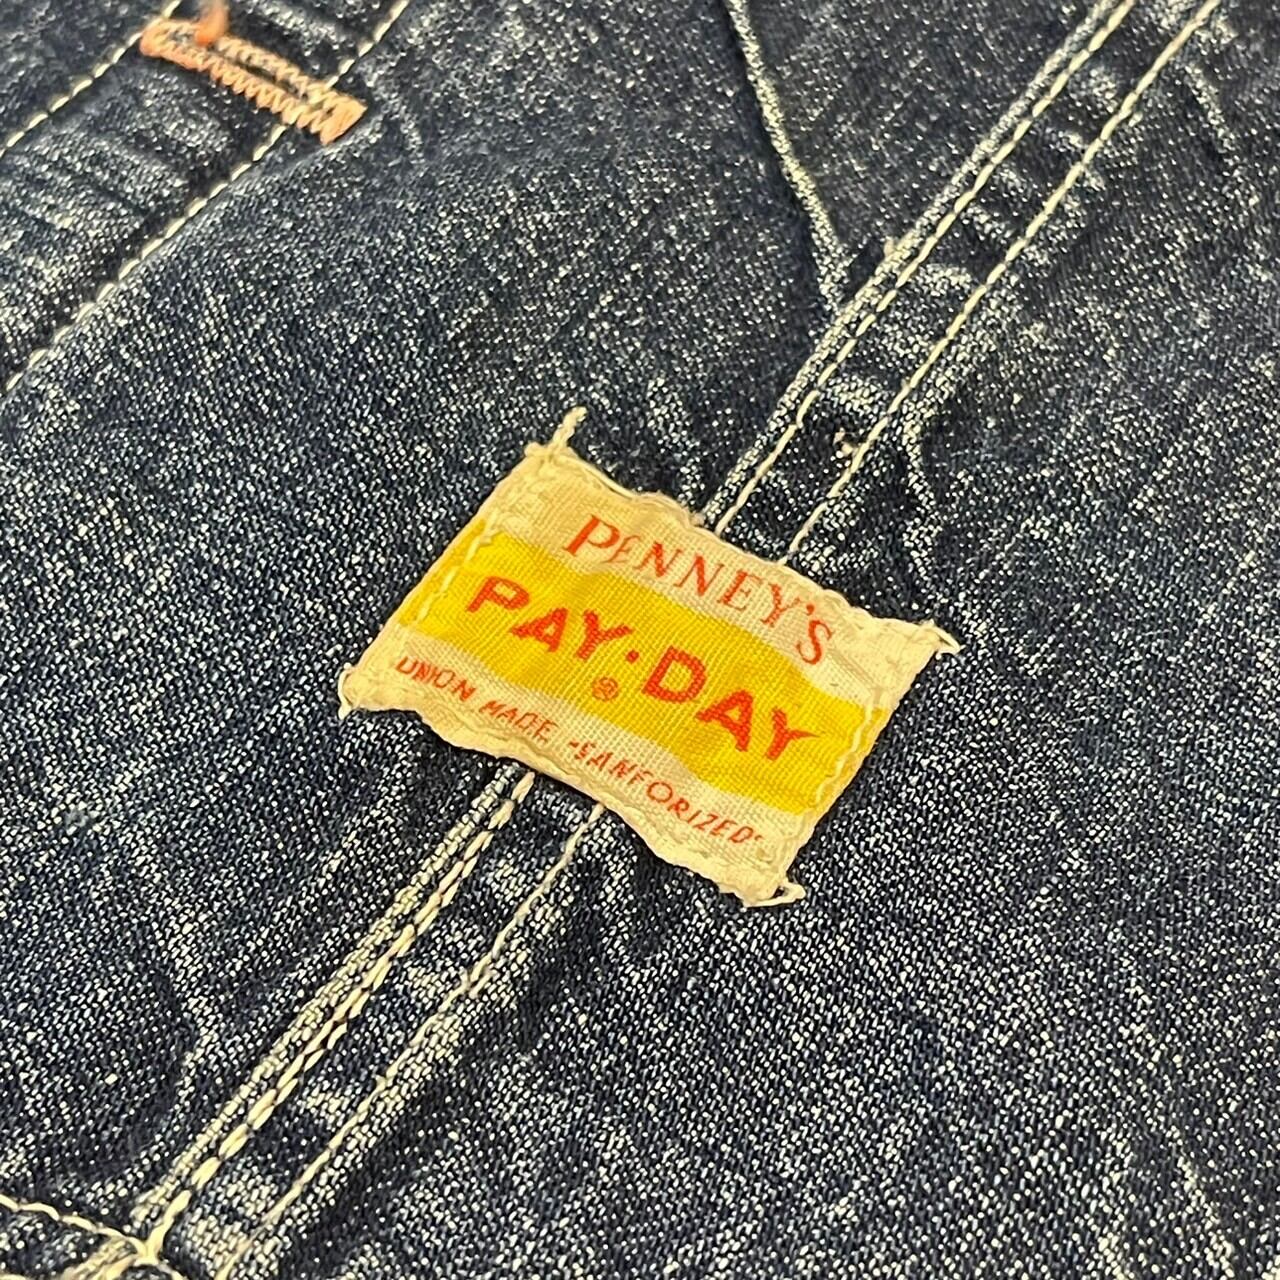 PENNEY'S
PAY·DAY
®
UNION MADE - SANFORIZED